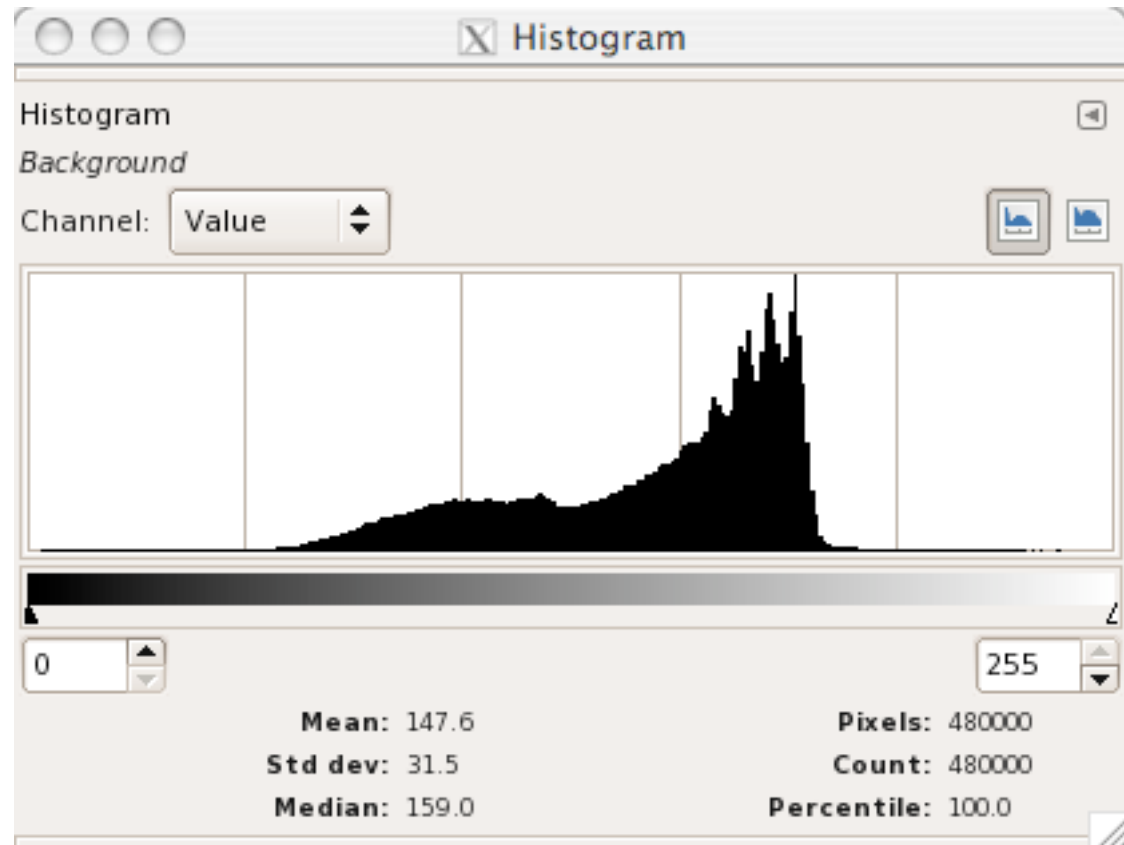 Histogram
Histogram
Background
Channel: Value
0 255
Mean: 147.6 Pixels: 480000
Std dev: 31.5 Count: 480000
Median: 159.0 Percentile: 100.0